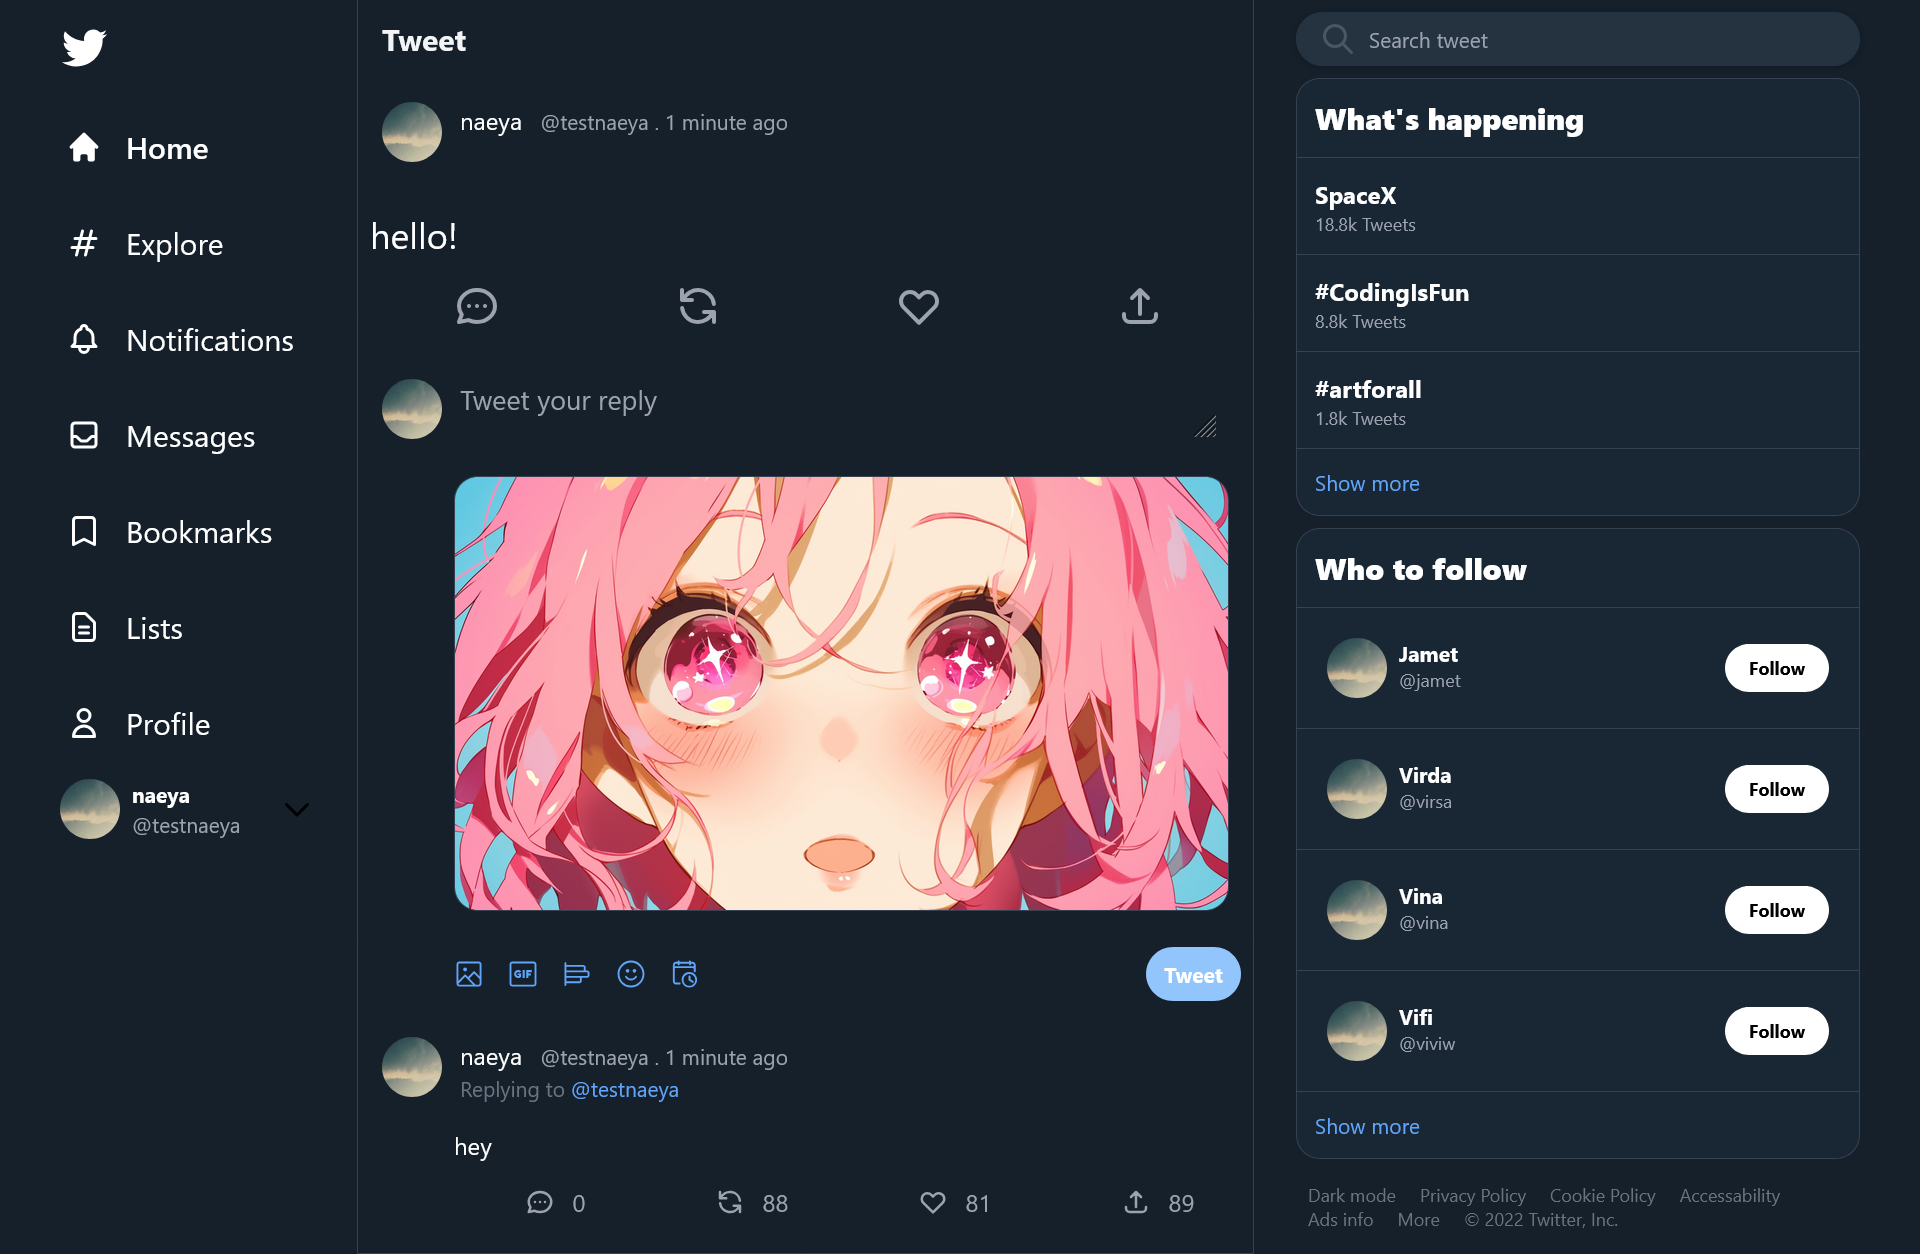 Home
Explore
Notifications
Messages
Bookmarks
Lists
Profile
naeya
@testnaeya
Tweet
naeya @testnaeya . 1 minute ago
hello!
Tweet your reply
GIF
Tweet
naeya @testnaeya . 1 minute ago
Replying to @testnaeya
hey
0 88 81 89
Search tweet
What's happening
SpaceX
18.8k Tweets
#CodingIsFun
8.8k Tweets
#artforall
1.8k Tweets
Show more
Who to follow
Jamet
@jamet
Follow
Virda
@virsa
Follow
Vina
@vina
Follow
Vifi
@viviw
Follow
Show more
Dark mode Privacy Policy Cookie Policy Accessability
Ads info More © 2022 Twitter, Inc.